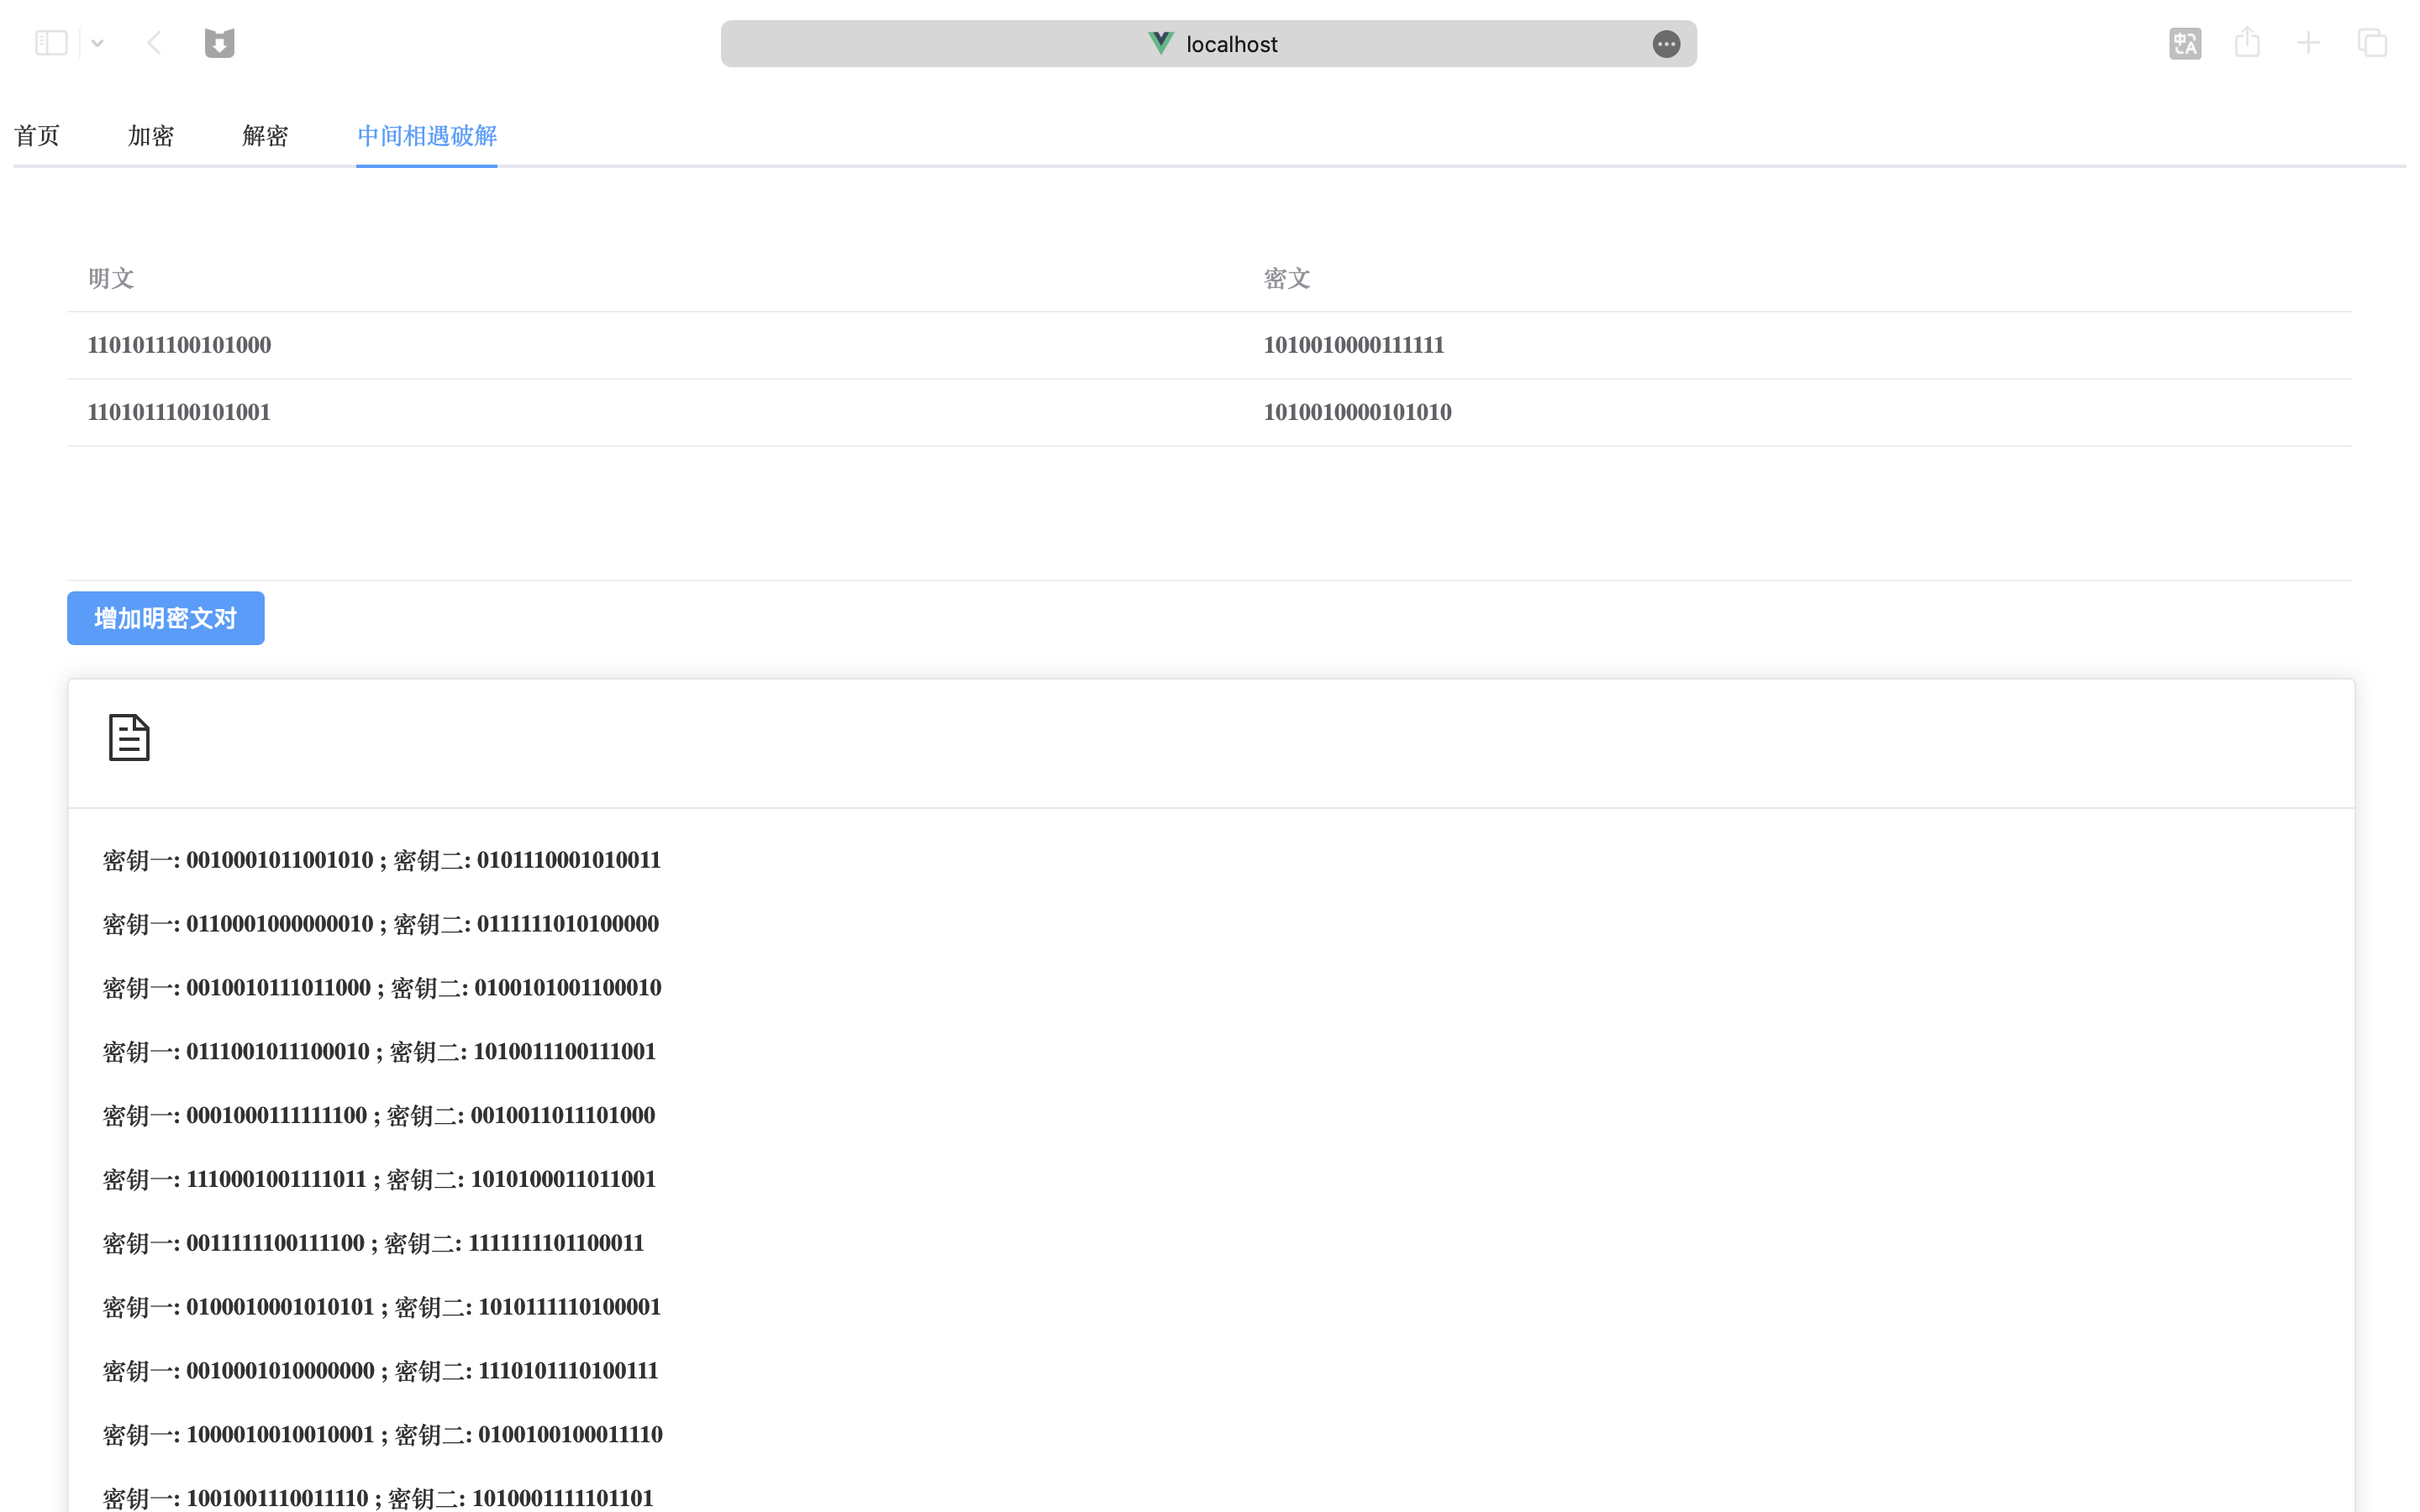 localhost
首页 加密 解密 中间相遇破解
明文 密文
1101011100101000 1010010000111111
1101011100101001 1010010000101010
增加明密文对
密钥一: 0010001011001010 ; 密钥二: 0101110001010011
密钥一: 0110001000000010 ; 密钥二: 0111111010100000
密钥一: 0010010111011000 ; 密钥二: 0100101001100010
密钥一: 0111001011100010 ; 密钥二: 1010011100111001
密钥一: 0001000111111100 ; 密钥二: 0010011011101000
密钥一: 1110001001111011 ; 密钥二: 1010100011011001
密钥一: 0011111100111100 ; 密钥二: 1111111101100011
密钥一: 0100010001010101 ; 密钥二: 1010111110100001
密钥一: 0010001010000000 ; 密钥二: 1110101110100111
密钥一: 1000010010010001 ; 密钥二: 0100100100011110
密钥一: 1001001110011110 ; 密钥二: 1010001111101101